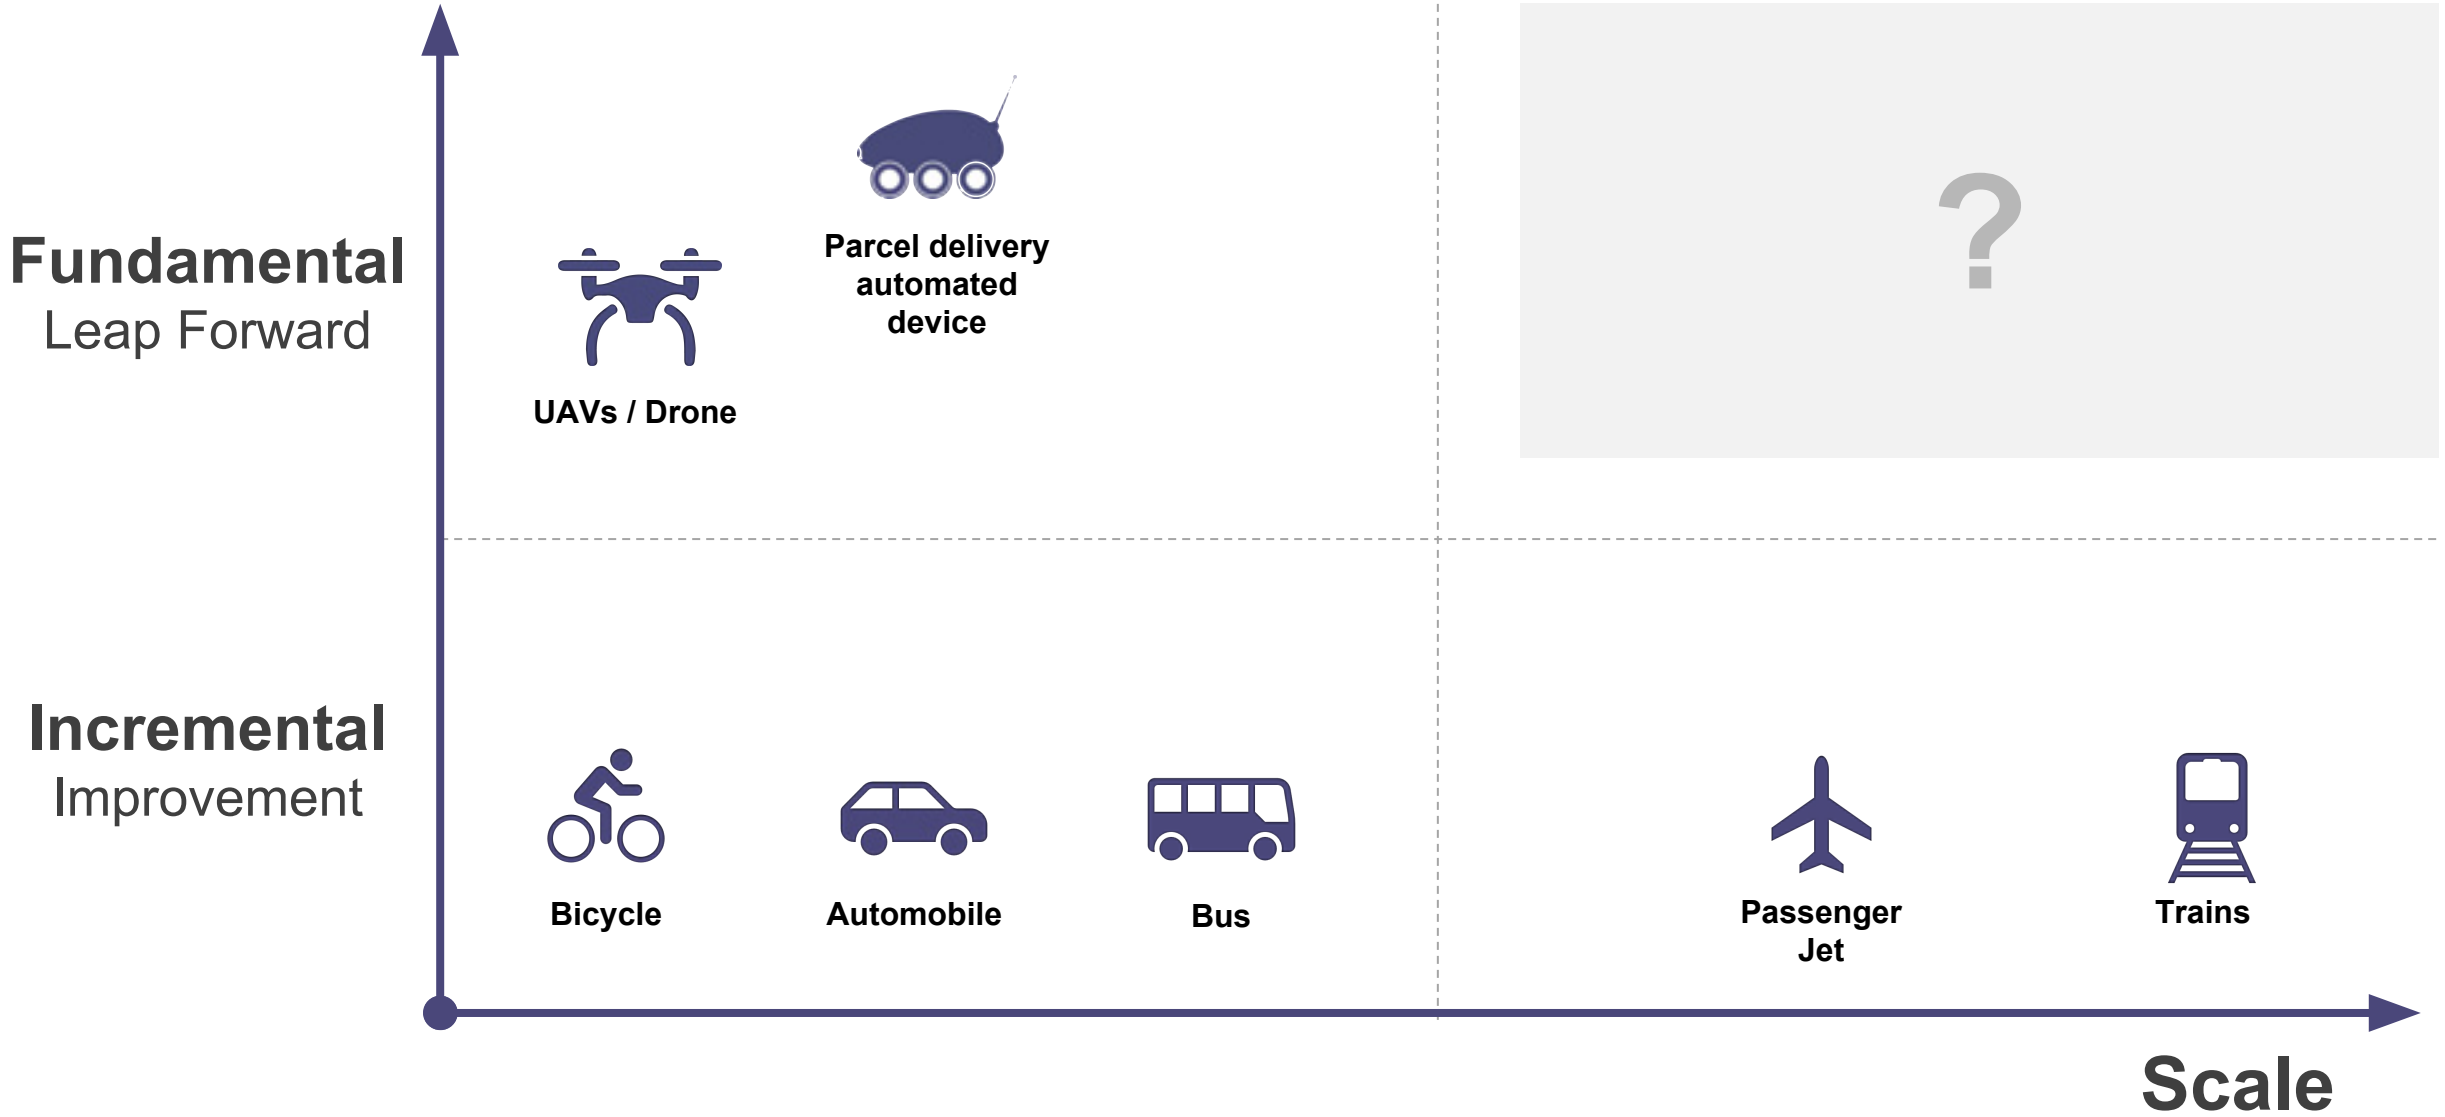 Fundamental
Leap Forward
Parcel delivery
automated
device
UAVs / Drone
?
Incremental
Improvement
Bicycle
Automobile
Bus
Passenger
Jet
Trains
Scale